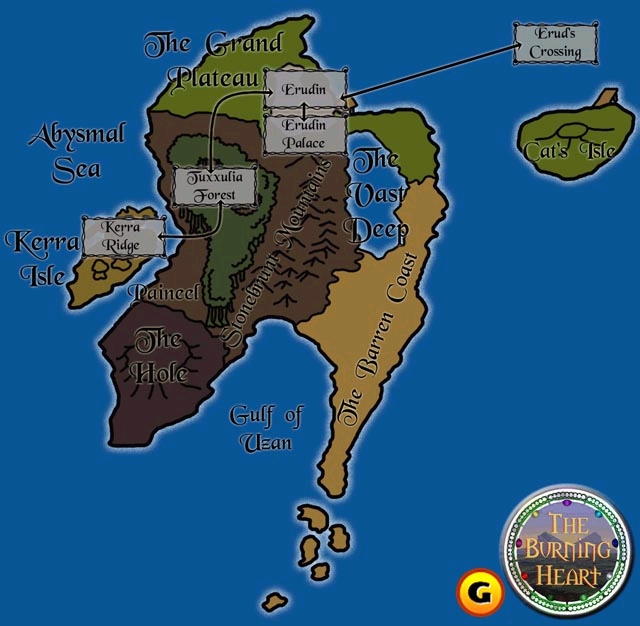 The Grand
Plateau
Erud's
Crossing
Erudin
Erudin
Palace
Abysmal
Sea
The
Vast
Deep
Cat's Isle
Tuxxulia
Forest
Kerra
Ridge
Kerra
Isle
Stonebrunt Mountains
Paineel
The
Hole
The Barren Coast
Gulf of
Uzan
The
Burning
Heart
G